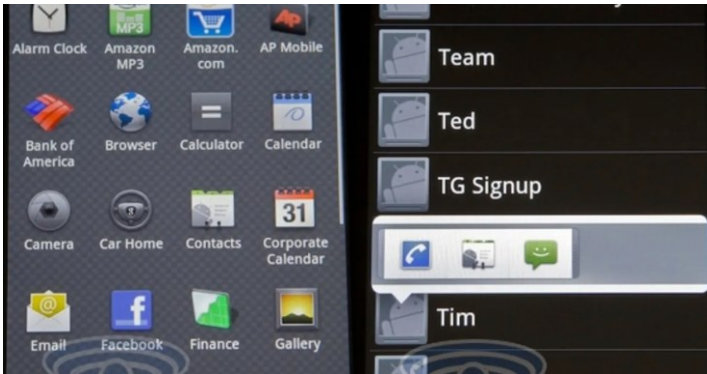 MP3
Ap
Alarm Clock
Amazon
MP3
Amazon.
com
AP Mobile
=
Bank of
America
Browser
Calculator
Calendar
31
Camera
Car Home
Contacts
Corporate
Calendar
@
f
Email
Facebook
Finance
Gallery
Team
Ted
TG Signup
Tim